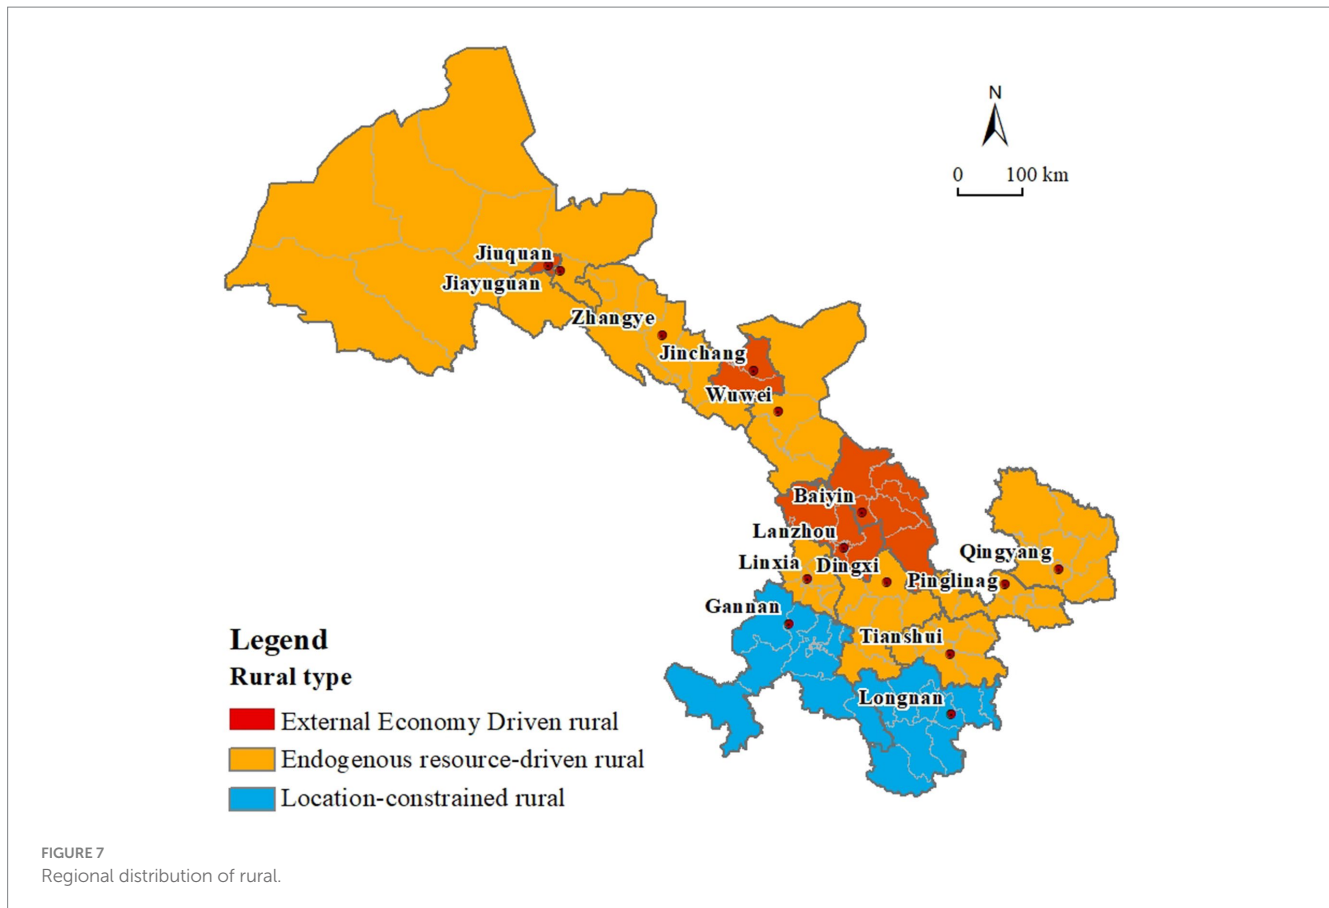 N
0 100 km
Jiuquan
Jiayuguan
Zhangye
Jinchang
Wuwei
Baiyin
Lanzhou
Linxia
Dingxi
Qingyang
Pinglinag
Gannan
Tianshui
Longnan
Legend
Rural type
External Economy Driven rural
Endogenous resource-driven rural
Location-constrained rural
FIGURE 7
Regional distribution of rural.